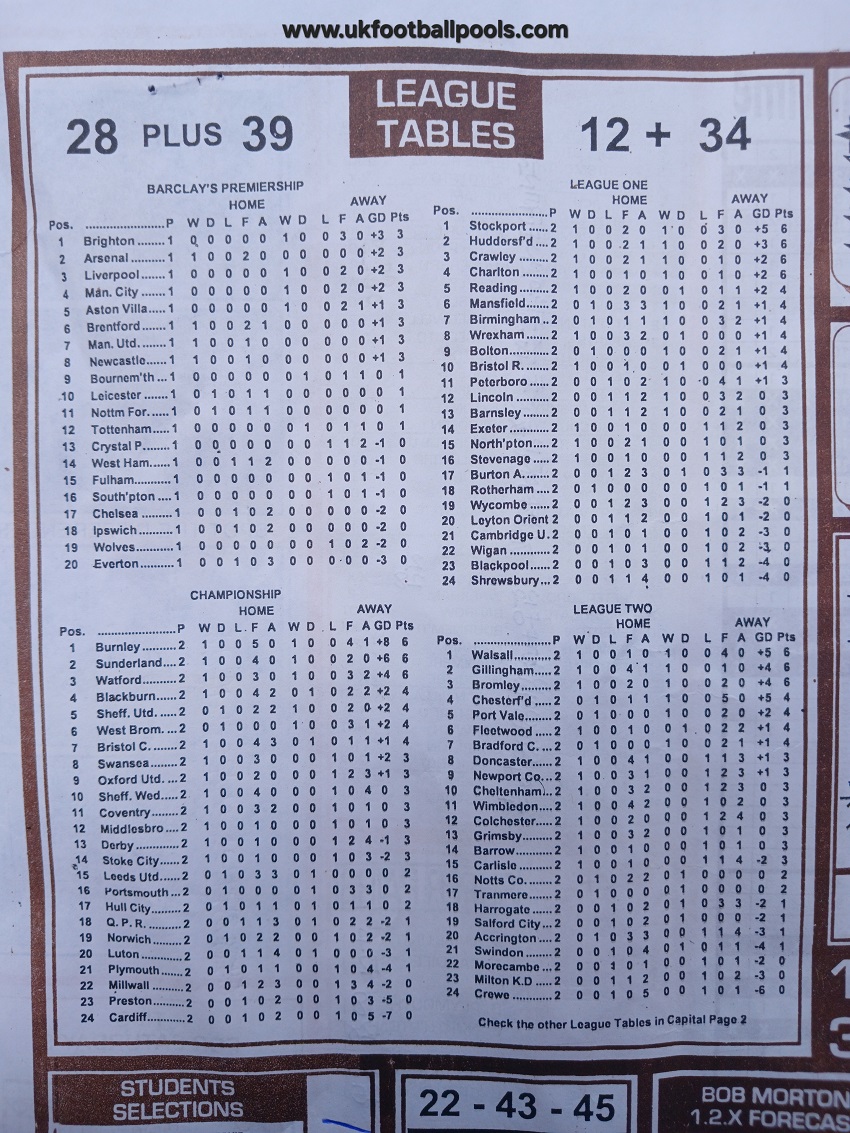 www.ukfootballpools.com
LEAGUE
TABLES
28 PLUS 39
12 + 34
BARCLAY'S PREMIERSHIP
HOME AWAY
Pos. ........................P W D L F A W D L F A GD Pts
1 Brighton ........ 1 0 0 0 0 0 1 0 0 3 0 +3 3
2 Arsenal .......... 1 1 0 0 2 0 0 0 0 0 0 +2 3
3 Liverpool ....... 1 0 0 0 0 0 1 0 0 2 0 +2 3
4 Man. City ...... 1 0 0 0 0 0 1 0 0 2 0 +2 3
5 Aston Villa ..... 1 0 0 0 0 0 1 0 0 2 1 +1 3
6 Brentford ...... 1 1 0 0 2 1 0 0 0 0 0 +1 3
7 Man. Utd. ...... 1 1 0 0 1 0 0 0 0 0 0 +1 3
8 Newcastle ...... 1 1 0 0 1 0 0 0 0 0 0 +1 3
9 Bournem'th ... 1 0 0 0 0 0 0 1 0 1 1 0 1
10 Leicester ....... 1 0 1 0 1 1 0 0 0 0 0 0 1
11 Nottm For. ..... 1 0 1 0 1 1 0 0 0 0 0 0 1
12 Tottenham ..... 1 0 0 0 0 0 0 1 0 1 1 0 1
13 Crystal P. ....... 1 0 0 0 0 0 0 0 1 1 2 -1 0
14 West Ham ..... 1 0 0 1 1 2 0 0 0 0 0 -1 0
15 Fulham .......... 1 0 0 0 0 0 0 0 1 0 1 -1 0
16 South'pton .... 1 0 0 0 0 0 0 0 1 0 1 -1 0
17 Chelsea ......... 1 0 0 1 0 2 0 0 0 0 0 -2 0
18 Ipswich ......... 1 0 0 1 0 2 0 0 0 0 0 -2 0
19 Wolves .......... 1 0 0 0 0 0 0 0 1 0 2 -2 0
20 Everton .......... 1 0 0 1 0 3 0 0 0 0 0 -3 0
LEAGUE ONE
HOME AWAY
Pos. ........................P W D L F A W D L F A GD Pts
1 Stockport ...... 2 1 0 0 2 0 1 0 0 3 0 +5 6
2 Huddersf'd .... 2 1 0 0 2 1 1 0 0 2 0 +3 6
3 Crawley ......... 2 1 0 0 2 1 1 0 0 1 0 +2 6
4 Charlton ........ 2 1 0 0 1 0 1 0 0 1 0 +2 6
5 Reading ......... 2 1 0 0 2 0 0 1 0 1 1 +2 4
6 Mansfield ...... 2 0 1 0 3 3 1 0 0 2 1 +1 4
7 Birmingham ... 2 0 1 0 1 1 1 0 0 3 2 +1 4
8 Wrexham ....... 2 1 0 0 3 2 0 1 0 0 0 +1 4
9 Bolton ............ 2 0 1 0 0 0 1 0 0 2 1 +1 4
10 Bristol R. ....... 2 1 0 0 1 0 0 1 0 0 0 +1 4
11 Peterboro ...... 2 0 0 1 0 2 1 0 0 4 1 +1 3
12 Lincoln .......... 2 0 0 1 1 2 1 0 0 3 2 0 3
13 Barnsley ........ 2 0 0 1 1 2 1 0 0 2 1 0 3
14 Exeter ............ 2 1 0 0 1 0 0 0 1 1 2 0 3
15 North'pton ..... 2 1 0 0 2 1 0 0 1 0 1 0 3
16 Stevenage ..... 2 1 0 0 1 0 0 0 1 1 2 0 3
17 Burton A. ....... 2 0 0 1 2 3 0 1 0 3 3 -1 1
18 Rotherham .... 2 0 1 0 0 0 0 0 1 0 1 -1 1
19 Wycombe ...... 2 0 0 1 2 3 0 0 1 2 3 -2 0
20 Leyton Orient 2 0 0 1 1 2 0 0 1 0 1 -2 0
21 Cambridge U. 2 0 0 1 0 1 0 0 1 0 2 -3 0
22 Wigan ............ 2 0 0 1 0 1 0 0 1 0 2 -3 0
23 Blackpool ...... 2 0 0 1 0 3 0 0 1 1 2 -4 0
24 Shrewsbury ... 2 0 0 1 1 4 0 0 1 0 1 -4 0
CHAMPIONSHIP
HOME AWAY
Pos. ........................P W D L F A W D L F A GD Pts
1 Burnley .......... 2 1 0 0 5 0 1 0 0 4 1 +8 6
2 Sunderland .... 2 1 0 0 4 0 1 0 0 2 0 +6 6
3 Watford .......... 2 1 0 0 3 0 1 0 0 3 2 +4 6
4 Blackburn ...... 2 1 0 0 4 2 0 1 0 2 2 +2 4
5 Sheff. Utd. ..... 2 0 1 0 2 2 1 0 0 2 0 +2 4
6 West Brom. ... 2 0 1 0 0 0 1 0 0 3 1 +2 4
7 Bristol C. ....... 2 1 0 0 4 3 0 1 0 1 1 +1 4
8 Swansea ........ 2 1 0 0 3 0 0 0 1 0 1 +2 3
9 Oxford Utd. ... 2 1 0 0 2 0 0 0 1 2 3 +1 3
10 Sheff. Wed. .... 2 1 0 0 4 0 0 0 1 0 4 0 3
11 Coventry ....... 2 1 0 0 3 2 0 0 1 0 1 0 3
12 Middlesbro .... 2 1 0 0 1 0 0 0 1 0 1 0 3
13 Derby ............ 2 1 0 0 1 0 0 0 1 2 4 -1 3
14 Stoke City ...... 2 1 0 0 1 0 0 0 1 0 3 -2 3
15 Leeds Utd ...... 2 0 1 0 3 3 0 1 0 0 0 0 2
16 Portsmouth ... 2 0 1 0 0 0 0 1 0 3 3 0 2
17 Hull City ......... 2 0 1 0 1 1 0 1 0 1 1 0 2
18 Q. P. R. .......... 2 0 0 1 1 3 0 1 0 2 2 -2 1
19 Norwich ......... 2 0 1 0 2 2 0 0 1 0 2 -2 1
20 Luton ............. 2 0 0 1 1 4 0 1 0 0 0 -3 1
21 Plymouth ....... 2 0 1 0 1 1 0 0 1 0 4 -4 1
22 Millwall .......... 2 0 0 1 2 3 0 0 1 3 4 -2 0
23 Preston .......... 2 0 0 1 0 2 0 0 1 0 3 -5 0
24 Cardiff ............ 2 0 0 1 0 2 0 0 1 0 5 -7 0
LEAGUE TWO
HOME AWAY
Pos. ........................P W D L F A W D L F A GD Pts
1 Walsall ........... 2 1 0 0 1 0 1 0 0 4 0 +5 6
2 Gillingham ..... 2 1 0 0 4 1 1 0 0 1 0 +4 6
3 Bromley ......... 2 1 0 0 2 0 1 0 0 2 0 +4 6
4 Chesterf'd ..... 2 0 1 0 1 1 1 0 0 5 0 +5 4
5 Port Vale ........ 2 0 1 0 0 0 1 0 0 2 0 +2 4
6 Fleetwood ..... 2 1 0 0 1 0 0 1 0 2 2 +1 4
7 Bradford C. ... 2 0 1 0 0 0 1 0 0 2 1 +1 4
8 Doncaster ...... 2 1 0 0 4 1 0 0 1 1 3 +1 3
9 Newport Co. .. 2 1 0 0 3 1 0 0 1 2 3 +1 3
10 Cheltenham ... 2 1 0 0 3 2 0 0 1 2 3 0 3
11 Wimbledon .... 2 1 0 0 4 2 0 0 1 0 2 0 3
12 Colchester ..... 2 1 0 0 2 0 0 0 1 2 4 0 3
13 Grimsby ......... 2 1 0 0 3 2 0 0 1 0 1 0 3
14 Barrow ........... 2 1 0 0 1 0 0 0 1 0 1 0 3
15 Carlisle .......... 2 1 0 0 1 0 0 0 1 1 4 -2 3
16 Notts Co. ....... 2 0 1 0 2 2 0 1 0 0 0 0 2
17 Tranmere ....... 2 0 1 0 0 0 0 1 0 0 0 0 2
18 Harrogate ...... 2 0 0 1 0 2 0 1 0 3 3 -2 1
19 Salford City ... 2 0 0 1 0 2 0 1 0 0 0 -2 1
20 Accrington .... 2 0 1 0 3 3 0 0 1 1 4 -3 1
21 Swindon ........ 2 0 0 1 0 4 0 1 0 1 1 -4 1
22 Morecambe ... 2 0 0 1 0 1 0 0 1 0 1 -2 0
23 Milton K.D ..... 2 0 0 1 1 2 0 0 1 0 2 -3 0
24 Crewe ............ 2 0 0 1 0 5 0 0 1 0 1 -6 0
Check the other League Tables in Capital Page 2
STUDENTS
SELECTIONS
22 - 43 - 45
BOB MORTON
1.2.X FORECAS